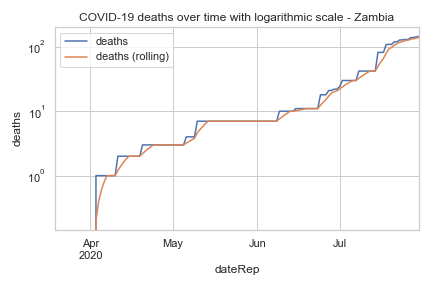 COVID-19 deaths over time with logarithmic scale - Zambia
deaths
deaths (rolling)
10²
10¹
10⁰
deaths
Apr
2020
May
Jun
Jul
dateRep